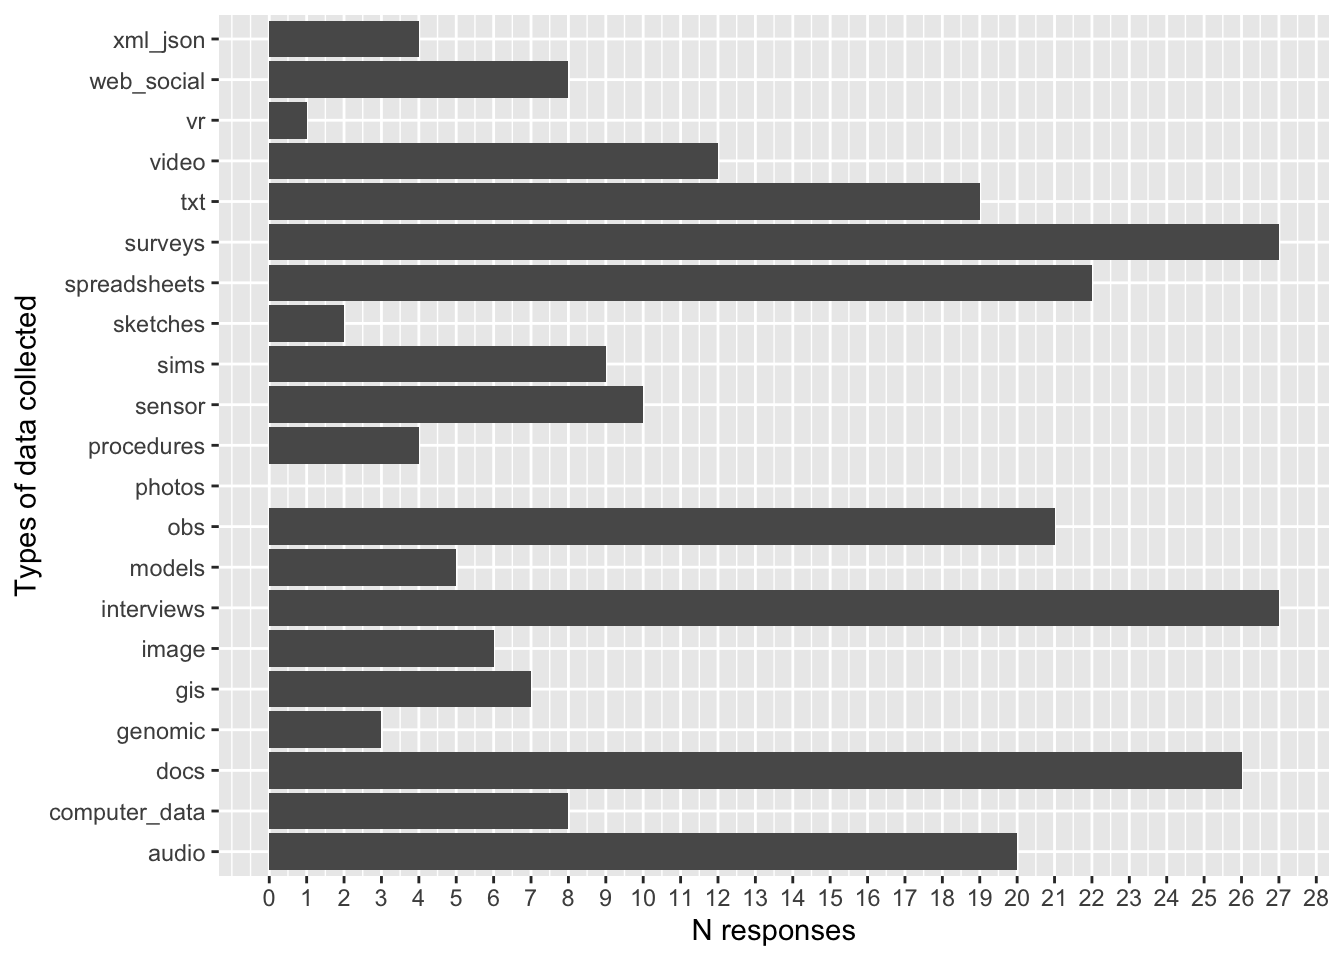 xml_json
web_social
vr
video
txt
surveys
spreadsheets
sketches
sims
sensor
procedures
photos
obs
models
interviews
image
gis
genomic
docs
computer_data
audio
Types of data collected
0 1 2 3 4 5 6 7 8 9 10 11 12 13 14 15 16 17 18 19 20 21 22 23 24 25 26 27 28
N responses